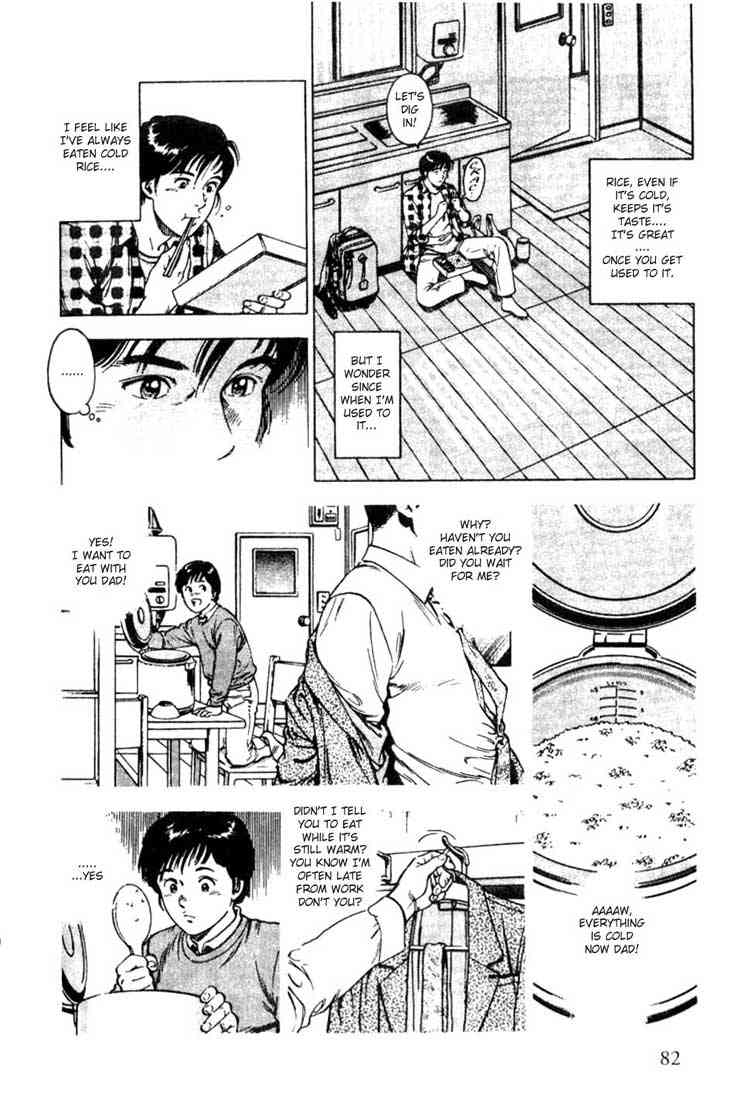 LET'S
DIG
IN!
RICE, EVEN IF
IT'S COLD,
KEEPS IT'S
TASTE....
IT'S GREAT
....
ONCE YOU GET
USED TO IT.
BUT I
WONDER
SINCE
WHEN I'M
USED TO
IT...
I FEEL LIKE
I'VE ALWAYS
EATEN COLD
RICE....
......
AAAAW,
EVERYTHING
IS COLD
NOW DAD!
WHY?
HAVEN'T YOU
EATEN ALREADY?
DID YOU WAIT
FOR ME?
YES!
I WANT TO
EAT WITH
YOU DAD!
DIDN'T I TELL
YOU TO EAT
WHILE IT'S
STILL WARM?
YOU KNOW I'M
OFTEN LATE
FROM WORK
DON'T YOU?
.....
...YES
82